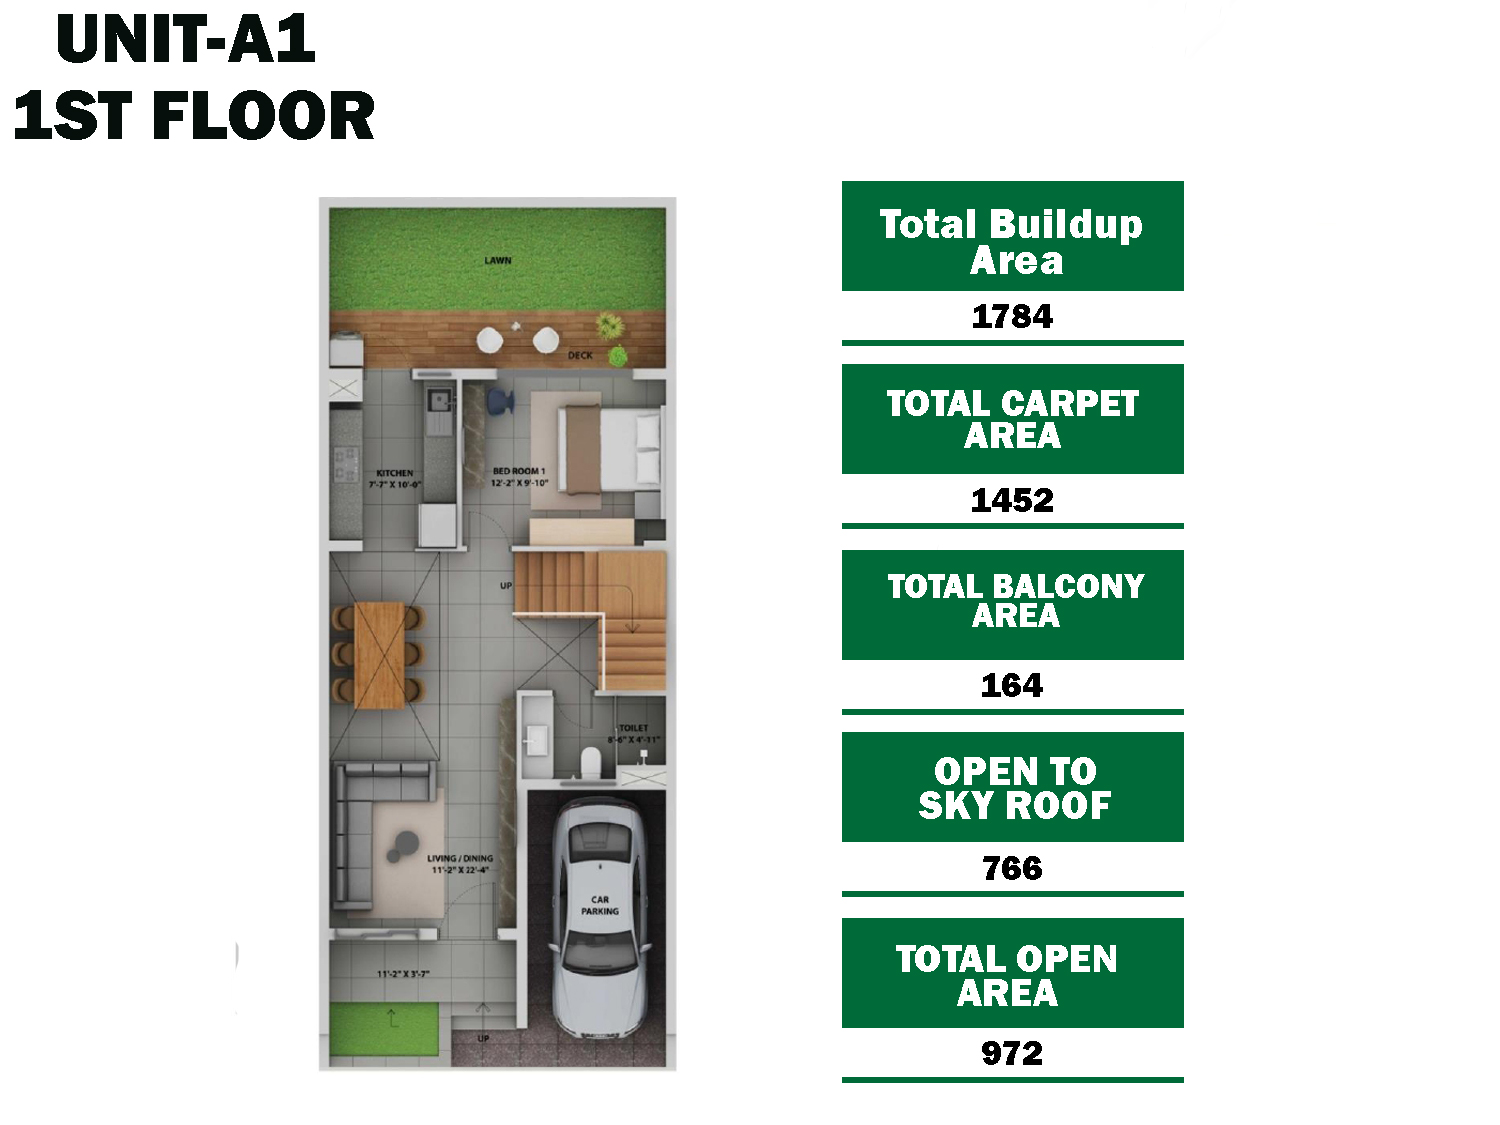 UNIT-A1
1ST FLOOR
LAWN
DECK
KITCHEN
7'-7" X 10'-0"
BED ROOM 1
12'-2" X 9'-10"
UP
TOILET
8'-6" X 4'-11"
LIVING / DINING
11'-2" X 22'-4"
CAR
PARKING
11'-2" X 3'-7"
UP
Total Buildup
Area
1784
TOTAL CARPET
AREA
1452
TOTAL BALCONY
AREA
164
OPEN TO
SKY ROOF
766
TOTAL OPEN
AREA
972